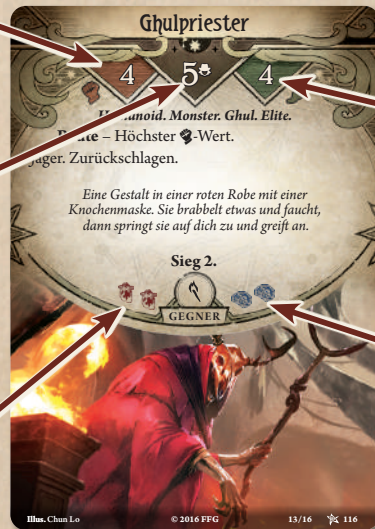 Ghulpriester
4 5 4
Humanoid. Monster. Ghul. Elite.
– Höchster -Wert.
Jäger. Zurückschlagen.
Eine Gestalt in einer roten Robe mit einer
Knochenmaske. Sie brabbelt etwas und faucht,
dann springt sie auf dich zu und greift an.
Sieg 2.
GEGNER
Illus. Chun Lo © 2016 FFG 13/16 116